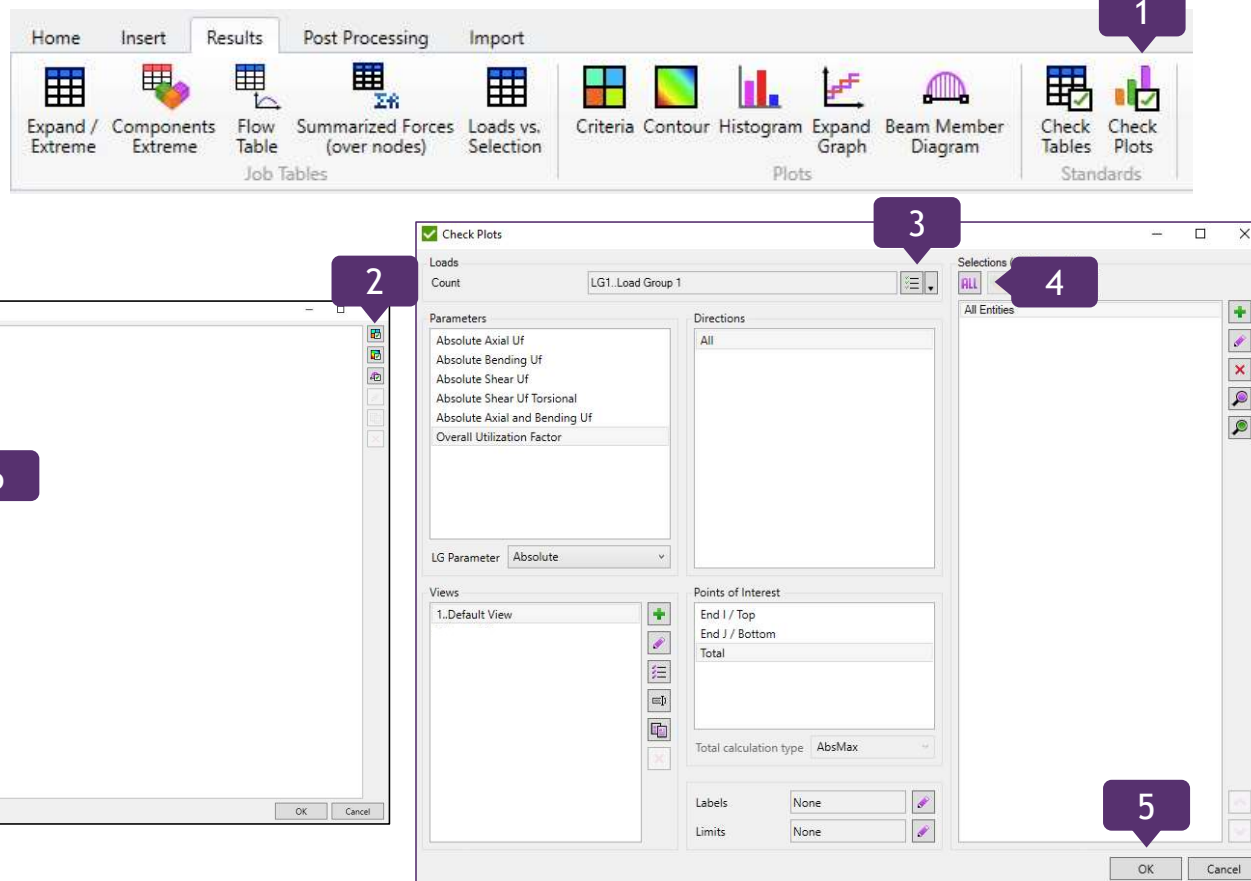 1
Home Insert Results Post Processing Import
Expand / Extreme
Components Extreme
Flow Table
Summarized Forces (over nodes)
Loads vs. Selection
Criteria
Contour
Histogram
Expand Graph
Beam Member Diagram
Check Tables
Check Plots
Job Tables
Plots
Standards
2
OK Cancel
3
Check Plots
Loads
Count LG1..Load Group 1
Parameters
Absolute Axial Uf
Absolute Bending Uf
Absolute Shear Uf
Absolute Shear Uf Torsional
Absolute Axial and Bending Uf
Overall Utilization Factor
LG Parameter Absolute
Directions
All
Views
1..Default View
Points of Interest
End I / Top
End J / Bottom
Total
Total calculation type AbsMax
Labels None
Limits None
Selections
ALL
4
All Entities
5
OK Cancel